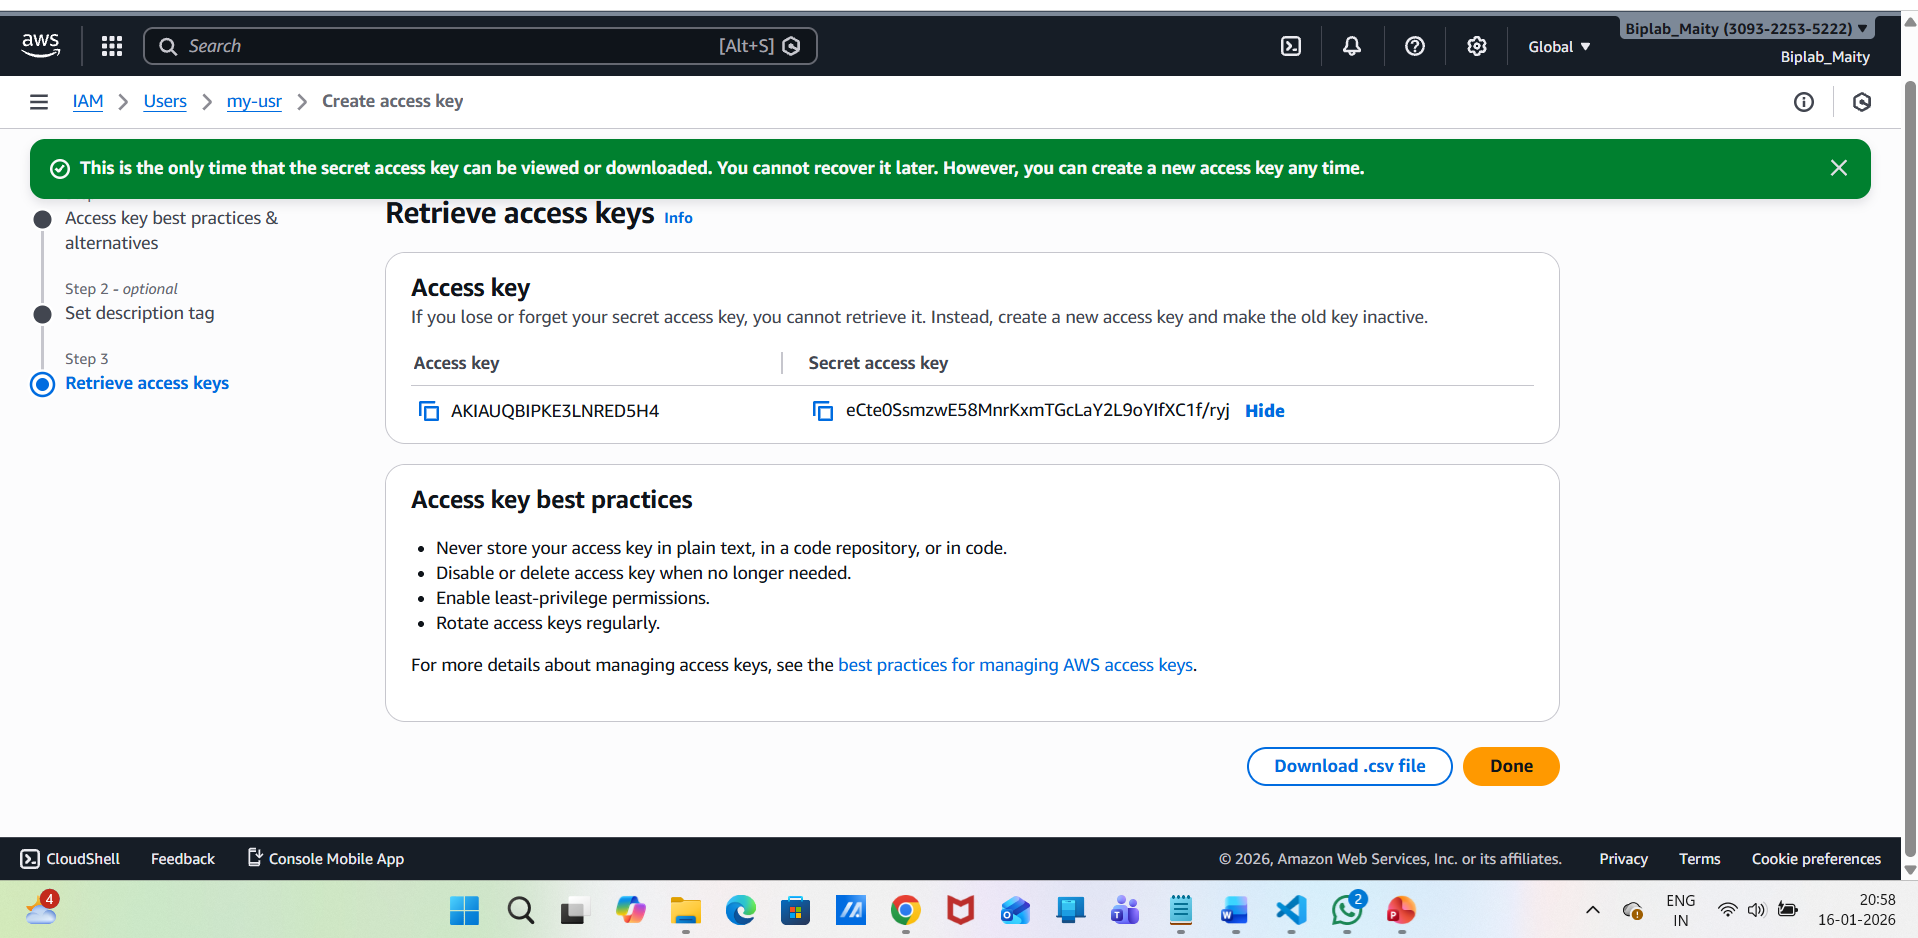 aws
Search
[Alt+S]
Global ▼
Biplab_Maity (3093-2253-5222) ▼
Biplab_Maity
IAM > Users > my-usr > Create access key
This is the only time that the secret access key can be viewed or downloaded. You cannot recover it later. However, you can create a new access key any time.
Access key best practices &
alternatives
Step 2 - optional
Set description tag
Step 3
Retrieve access keys
Retrieve access keys Info
Access key
If you lose or forget your secret access key, you cannot retrieve it. Instead, create a new access key and make the old key inactive.
Access key
Secret access key
AKIAUQBIPKE3LNRED5H4
eCte0SsmzwE58MnrKxmTGcLaY2L9oYIfXC1f/ryj Hide
Access key best practices
• Never store your access key in plain text, in a code repository, or in code.
• Disable or delete access key when no longer needed.
• Enable least-privilege permissions.
• Rotate access keys regularly.
For more details about managing access keys, see the best practices for managing AWS access keys.
Download .csv file
Done
CloudShell
Feedback
Console Mobile App
© 2026, Amazon Web Services, Inc. or its affiliates.
Privacy
Terms
Cookie preferences
4
2
ENG
IN
20:58
16-01-2026